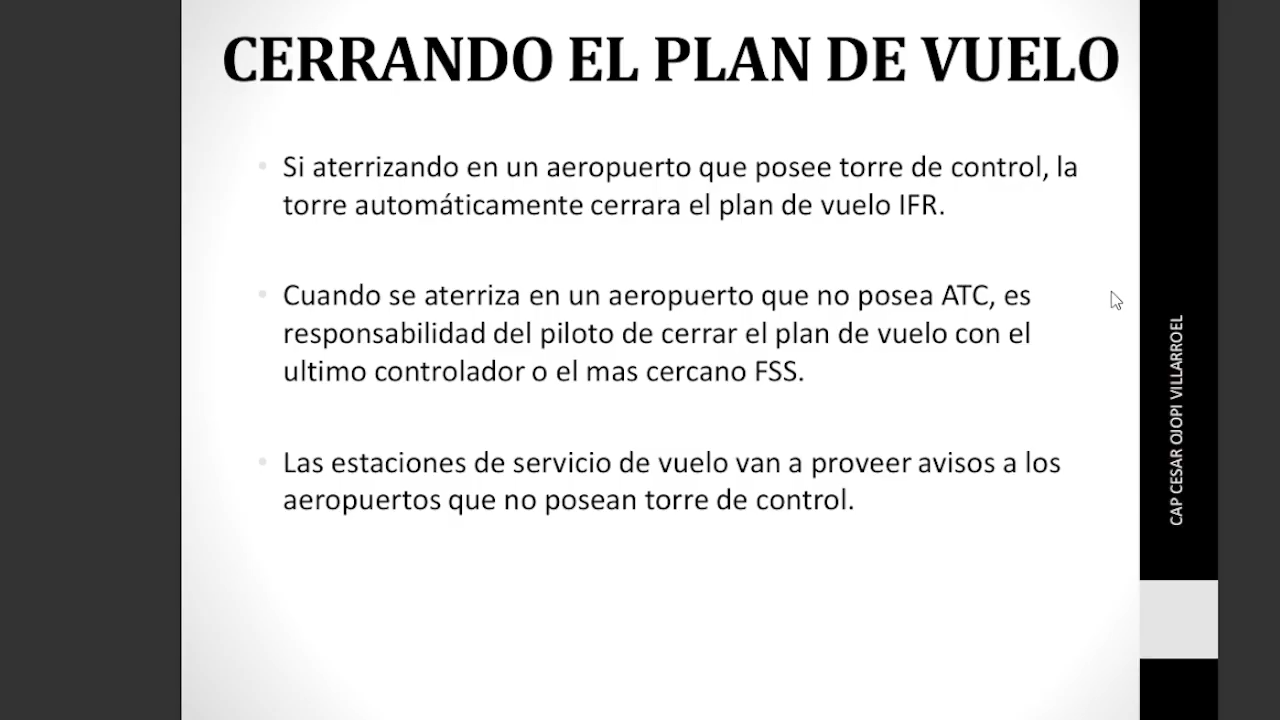 CERRANDO EL PLAN DE VUELO
• Si aterrizando en un aeropuerto que posee torre de control, la
torre automáticamente cerrara el plan de vuelo IFR.
• Cuando se aterriza en un aeropuerto que no posea ATC, es
responsabilidad del piloto de cerrar el plan de vuelo con el
ultimo controlador o el mas cercano FSS.
• Las estaciones de servicio de vuelo van a proveer avisos a los
aeropuertos que no posean torre de control.
CAP CESAR OJOPI VILLARROEL